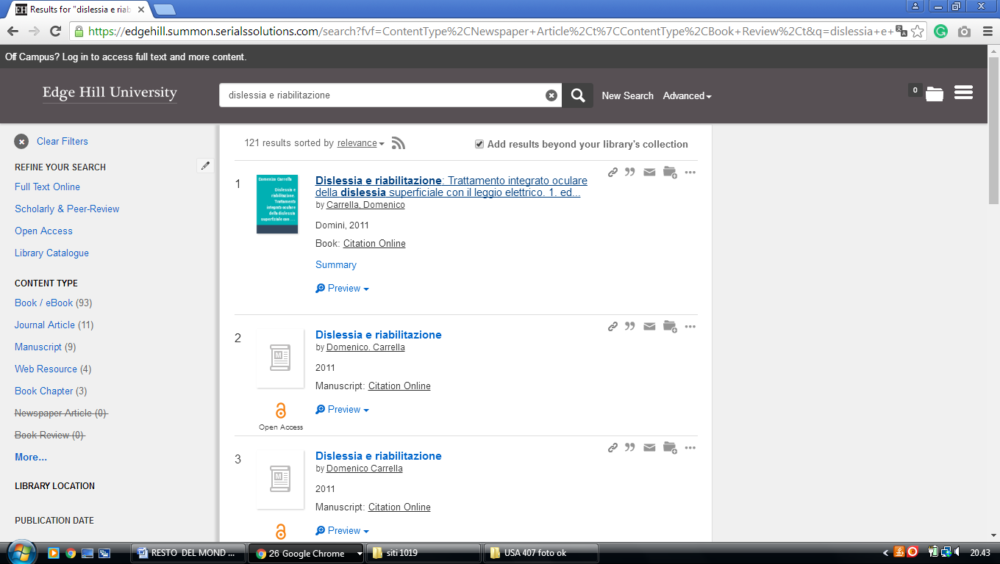 Results for "dislessia e riab
https://edgehill.summon.serialssolutions.com/search?fvf=ContentType%2CNewspaper+Article%2Ct%7CContentType%2CBook+Review%2Ct&q=dislessia+e+
Off Campus? Log in to access full text and more content.
Edge Hill University
dislessia e riabilitazione
New Search
Advanced
0
Clear Filters
REFINE YOUR SEARCH
Full Text Online
Scholarly & Peer-Review
Open Access
Library Catalogue
CONTENT TYPE
Book / eBook (93)
Journal Article (11)
Manuscript (9)
Web Resource (4)
Book Chapter (3)
Newspaper Article (0)
Book Review (0)
More...
LIBRARY LOCATION
PUBLICATION DATE
121 results sorted by relevance
Add results beyond your library's collection
1
Domenico Carrella
Dislessia e
riabilitazione.
Trattamento
integrato oculare
della dislessia
superficiale con ...
Dislessia e riabilitazione: Trattamento integrato oculare
della dislessia superficiale con il leggio elettrico. 1. ed...
by Carrella, Domenico
Domini, 2011
Book: Citation Online
Summary
Preview
2
Dislessia e riabilitazione
by Domenico. Carrella
2011
Manuscript: Citation Online
Preview
Open Access
3
Dislessia e riabilitazione
by Domenico Carrella
2011
Manuscript: Citation Online
Preview
RESTO DEL MOND ...
26 Google Chrome
siti 1019
USA 407 foto ok
20.43